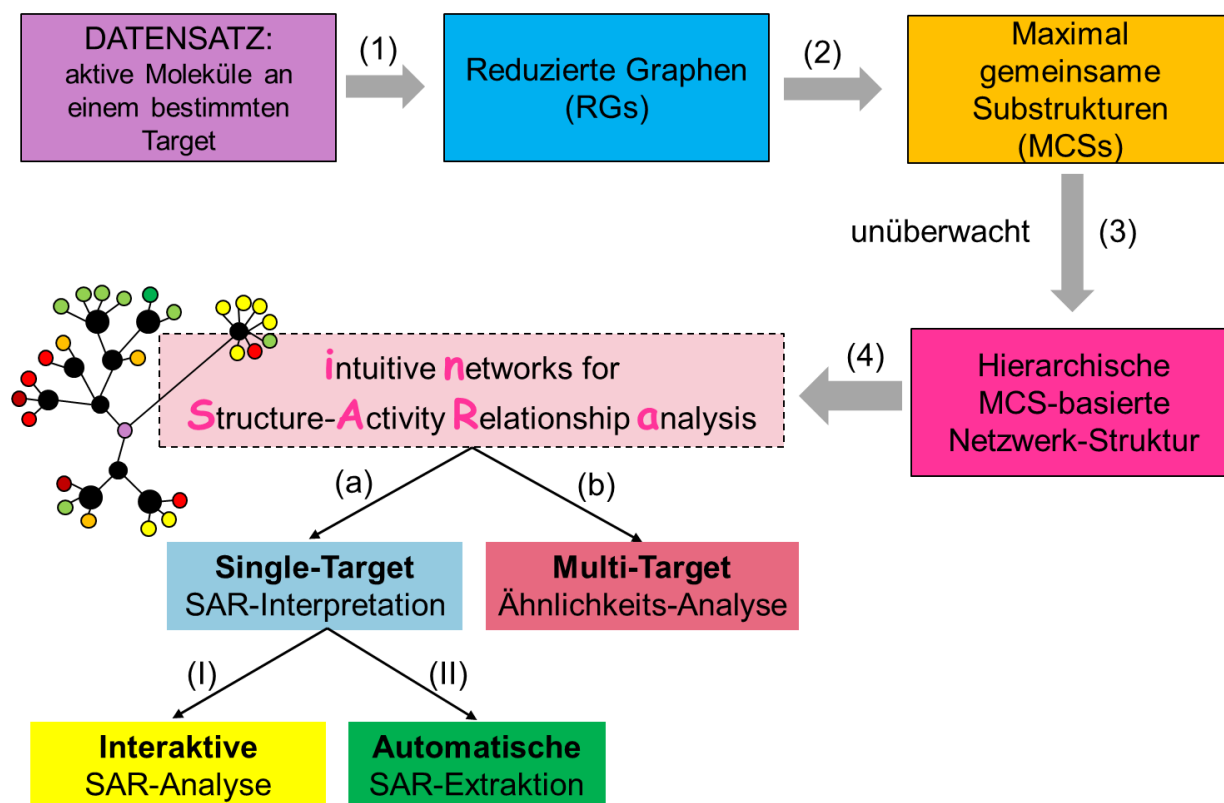 DATENSATZ:
aktive Moleküle an
einem bestimmten
Target
(1)
Reduzierte Graphen
(RGs)
(2)
Maximal
gemeinsame
Substrukturen
(MCSs)
unüberwacht
(3)
Hierarchische
MCS-basierte
Netzwerk-Struktur
(4)
intuitive networks for
Structure-Activity Relationship analysis
(a)
(b)
Single-Target
SAR-Interpretation
Multi-Target
Ähnlichkeits-Analyse
(I)
(II)
Interaktive
SAR-Analyse
Automatische
SAR-Extraktion